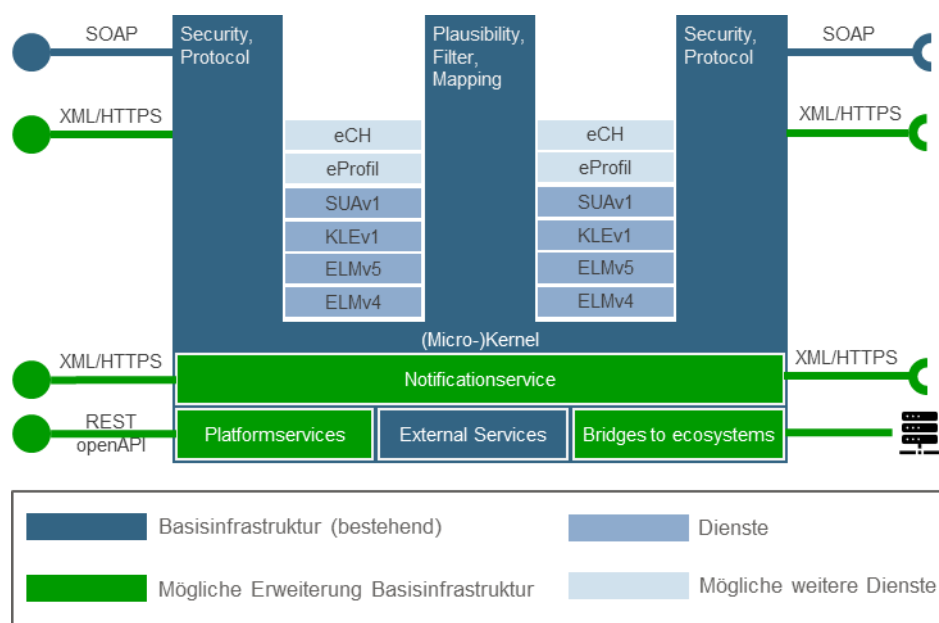 SOAP
Security,
Protocol
Plausibility,
Filter,
Mapping
Security,
Protocol
SOAP
XML/HTTPS
XML/HTTPS
eCH
eProfil
SUAv1
KLEv1
ELMv5
ELMv4
eCH
eProfil
SUAv1
KLEv1
ELMv5
ELMv4
(Micro-)Kernel
XML/HTTPS
Notificationservice
XML/HTTPS
REST
openAPI
Platformservices
External Services
Bridges to ecosystems
Basisinfrastruktur (bestehend)
Dienste
Mögliche Erweiterung Basisinfrastruktur
Mögliche weitere Dienste